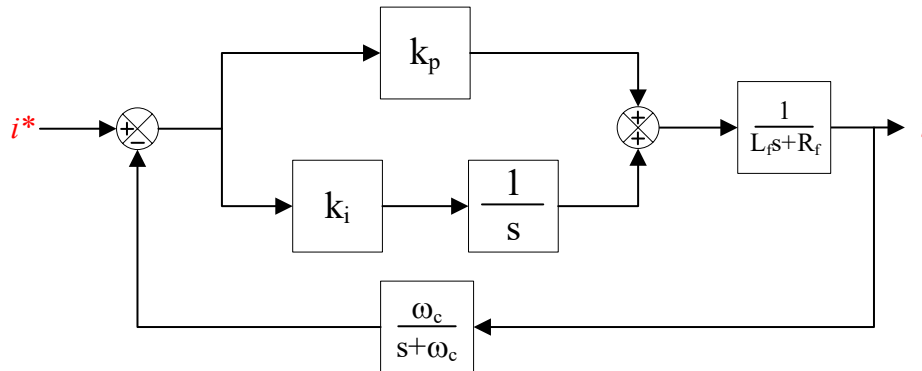 k_p
i*
+
−
+
+
1
L_fs+R_f
k_i
1
s
ω_c
s+ω_c